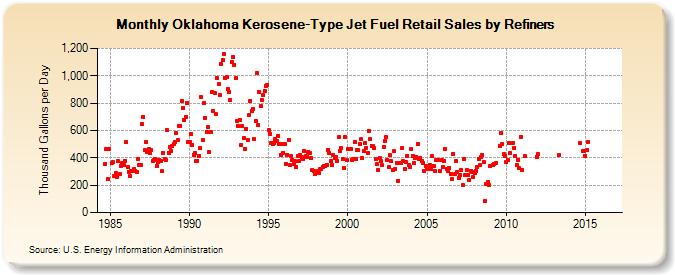 Monthly Oklahoma Kerosene-Type Jet Fuel Retail Sales by Refiners
Thousand Gallons per Day
1,200
1,000
800
600
400
200
0
1985 1990 1995 2000 2005 2010 2015
Source: U.S. Energy Information Administration